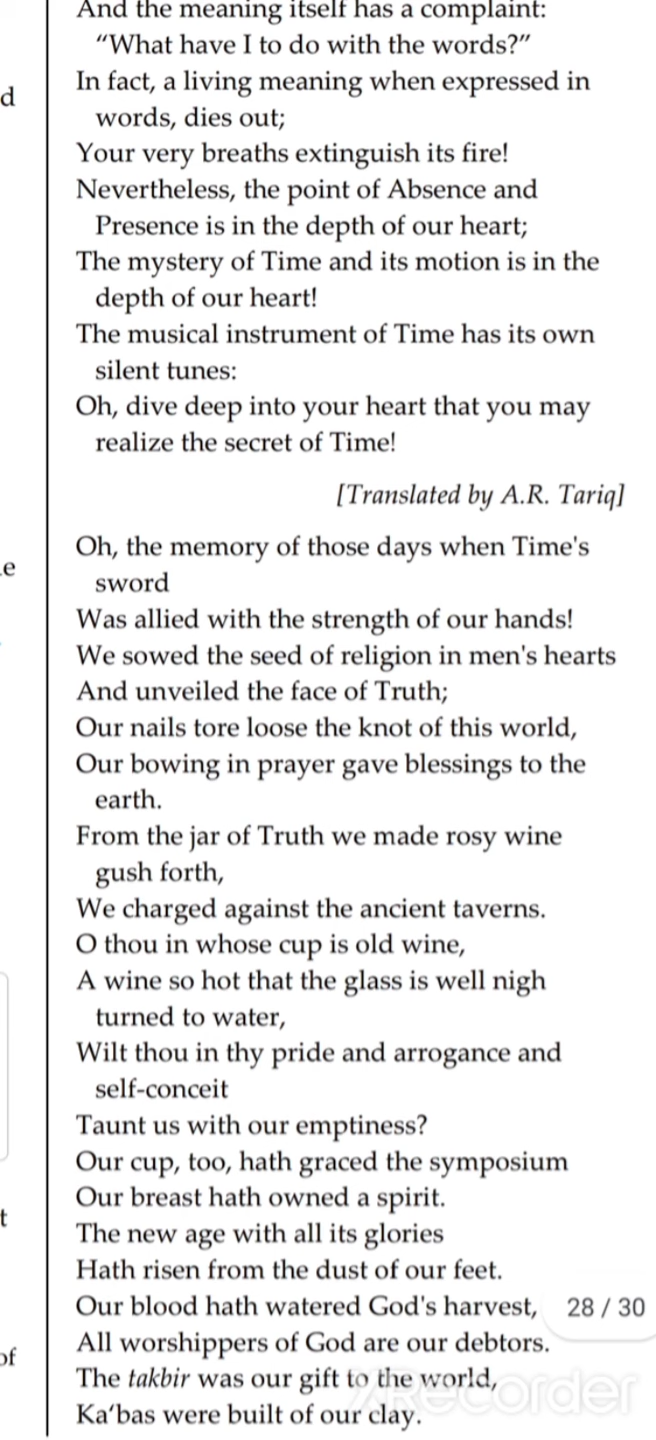 And the meaning itself has a complaint:
“What have I to do with the words?”
In fact, a living meaning when expressed in
words, dies out;
Your very breaths extinguish its fire!
Nevertheless, the point of Absence and
Presence is in the depth of our heart;
The mystery of Time and its motion is in the
depth of our heart!
The musical instrument of Time has its own
silent tunes:
Oh, dive deep into your heart that you may
realize the secret of Time!
[Translated by A.R. Tariq]
Oh, the memory of those days when Time's
sword
Was allied with the strength of our hands!
We sowed the seed of religion in men's hearts
And unveiled the face of Truth;
Our nails tore loose the knot of this world,
Our bowing in prayer gave blessings to the
earth.
From the jar of Truth we made rosy wine
gush forth,
We charged against the ancient taverns.
O thou in whose cup is old wine,
A wine so hot that the glass is well nigh
turned to water,
Wilt thou in thy pride and arrogance and
self-conceit
Taunt us with our emptiness?
Our cup, too, hath graced the symposium
Our breast hath owned a spirit.
The new age with all its glories
Hath risen from the dust of our feet.
Our blood hath watered God's harvest,
28 / 30
All worshippers of God are our debtors.
The takbir was our gift to the world,
Ka‘bas were built of our clay.
XRecorder
d
e
t
of